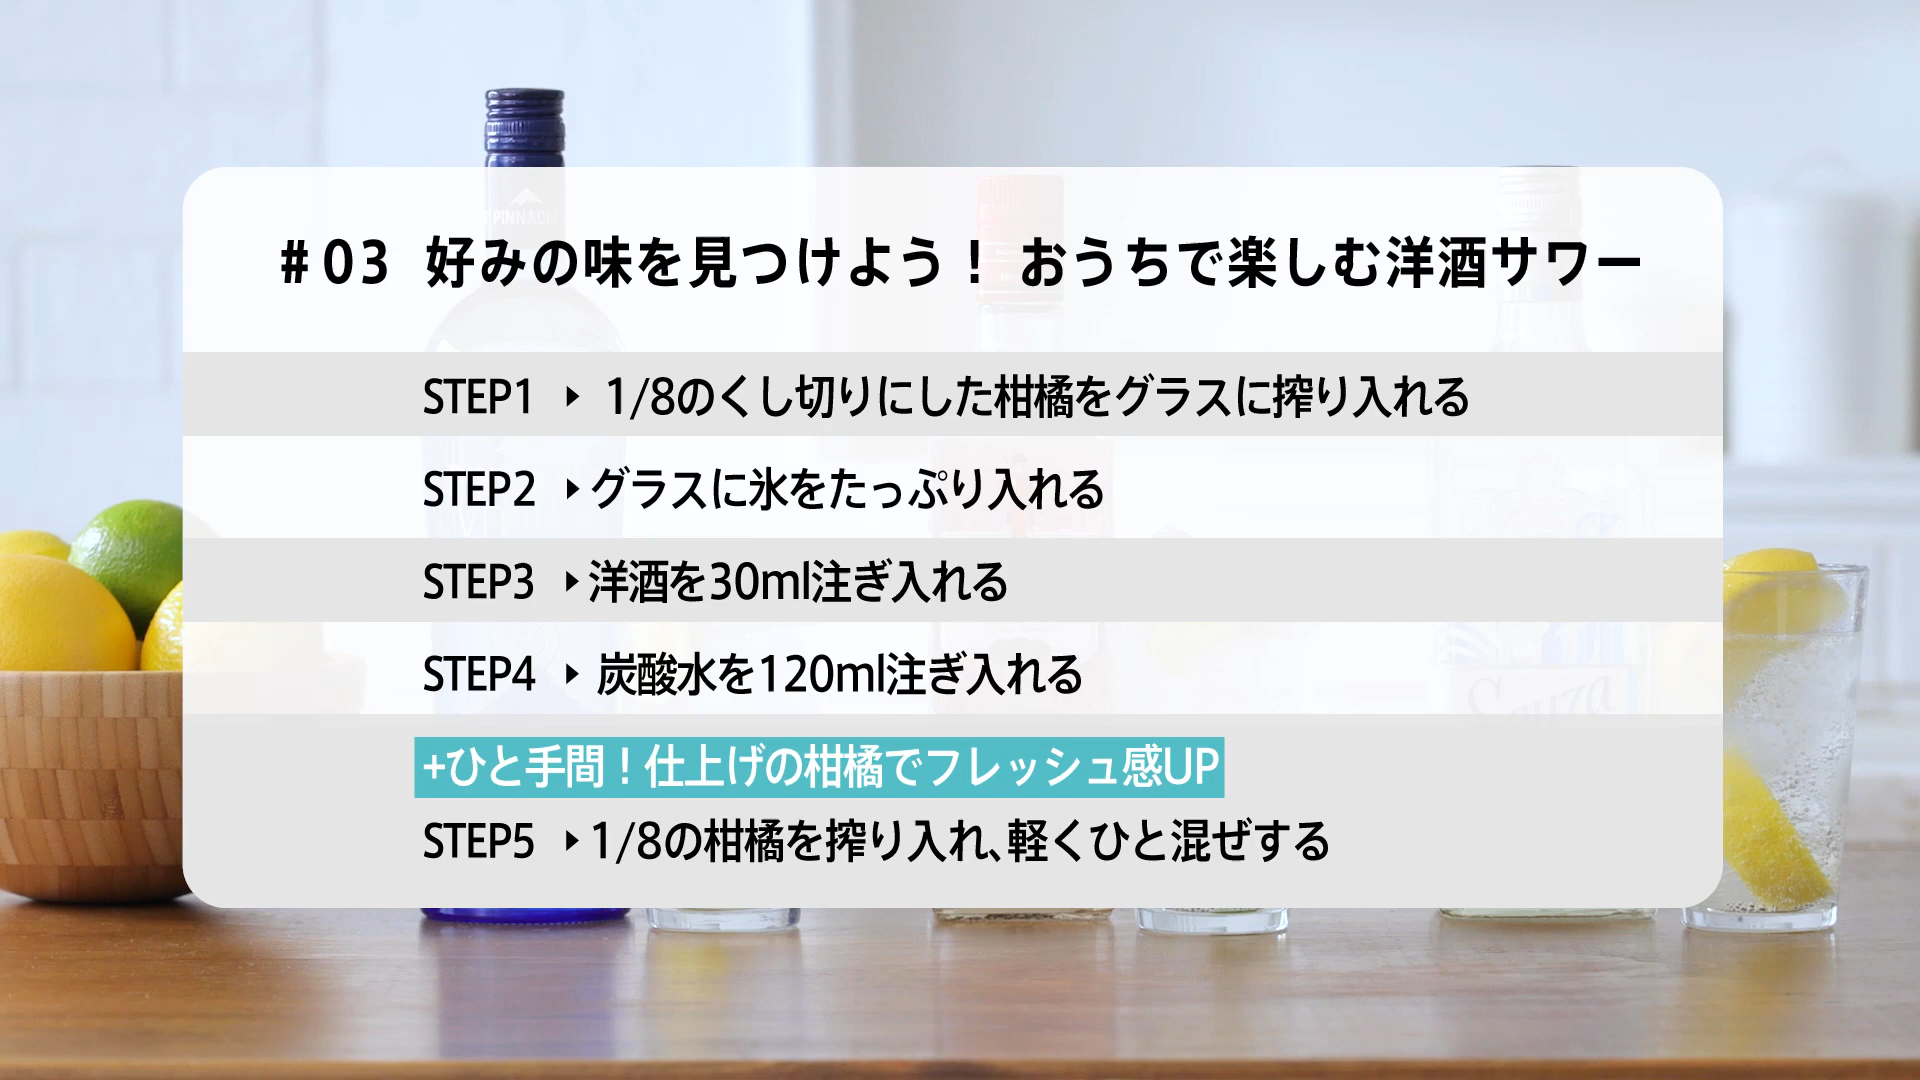 PINNACLE
#03 好みの味を見つけよう! おうちで楽しむ洋酒サワー
STEP1 ▶ 1/8のくし切りにした柑橘をグラスに搾り入れる
STEP2 ▶ グラスに氷をたっぷり入れる
STEP3 ▶ 洋酒を30ml注ぎ入れる
STEP4 ▶ 炭酸水を120ml注ぎ入れる
Sauza
+ひと手間!仕上げの柑橘でフレッシュ感UP
STEP5 ▶ 1/8の柑橘を搾り入れ、軽くひと混ぜする